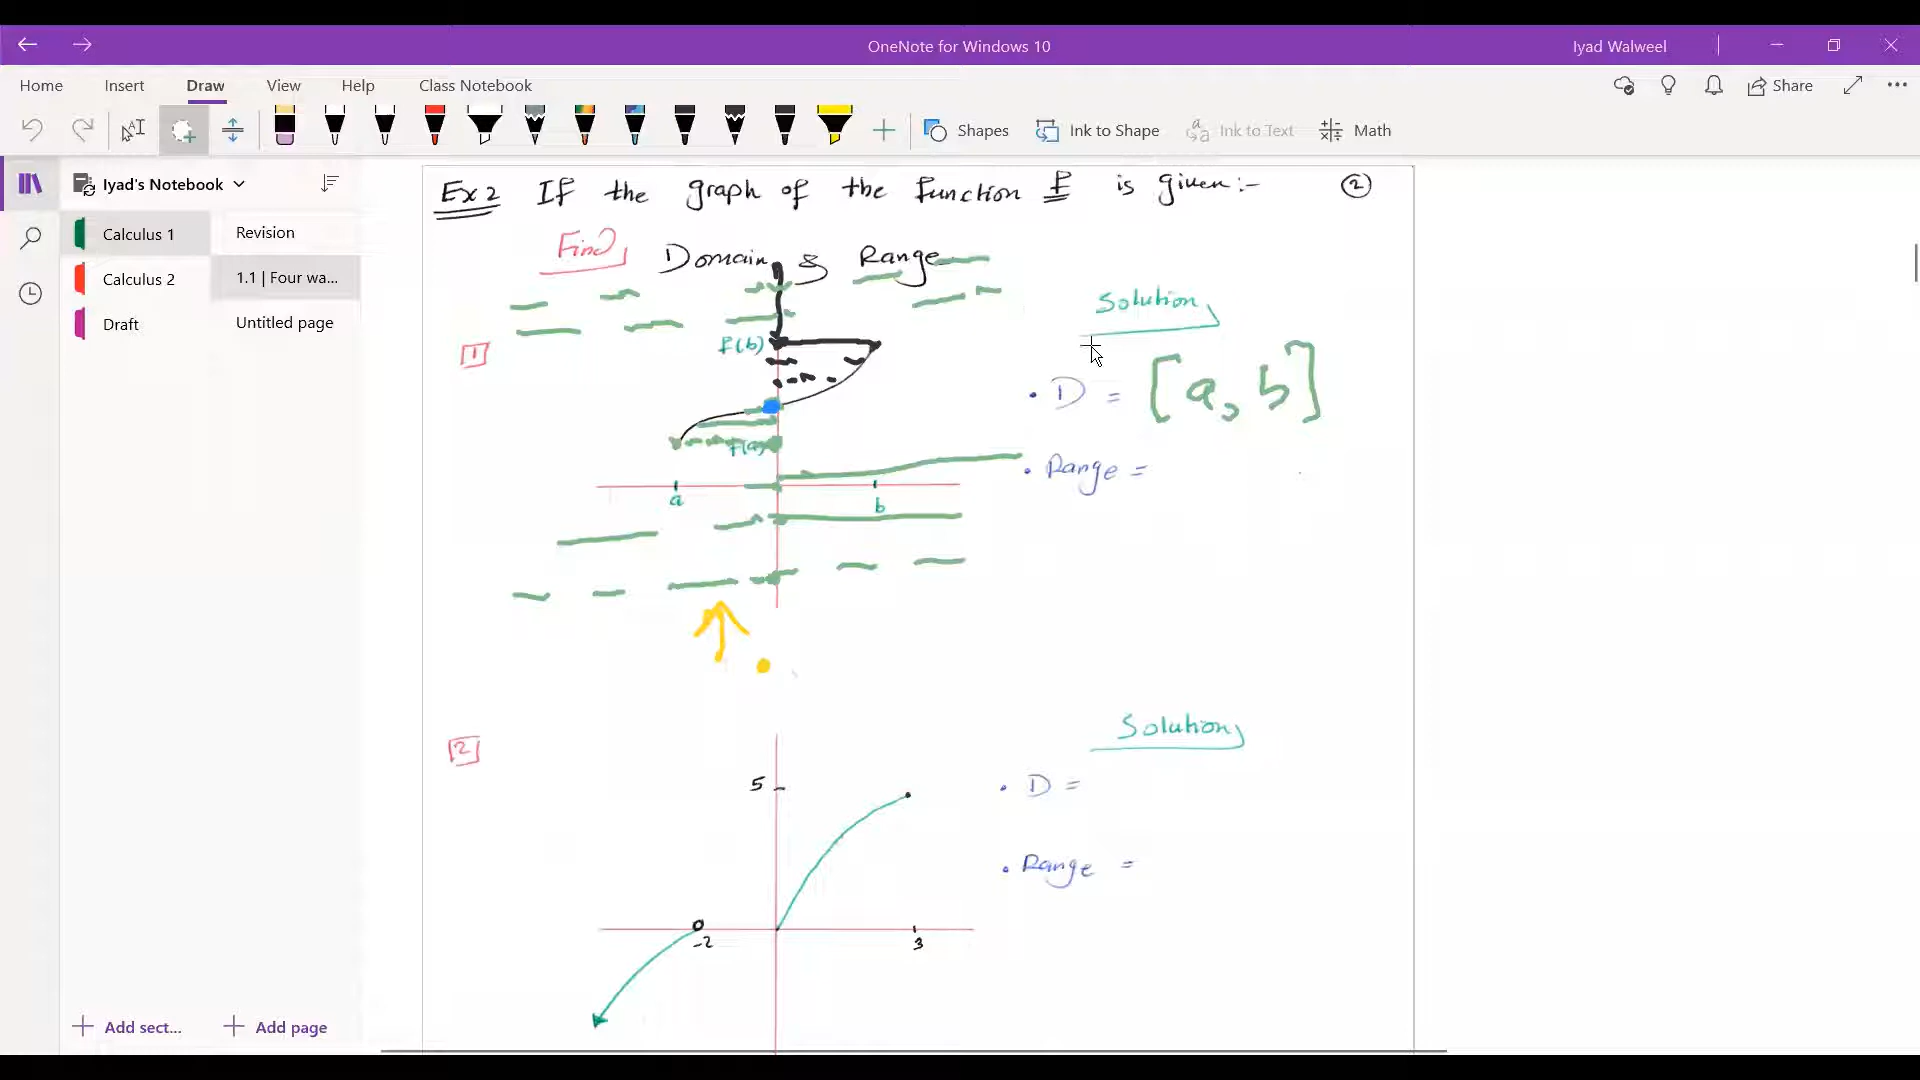 OneNote for Windows 10
Iyad Walweel
Home Insert Draw View Help Class Notebook
Share
Shapes Ink to Shape Ink to Text Math
Iyad's Notebook
Calculus 1
Calculus 2
Draft
Revision
1.1 | Four wa...
Untitled page
Add sect...
Add page
Ex2 If the graph of the function f is given:- 2
Find Domain & Range
1
f(b)
f(a)
a
b
Solution
• D = [a, b]
• Range =
2
5
-2
3
Solution
• D =
• Range =